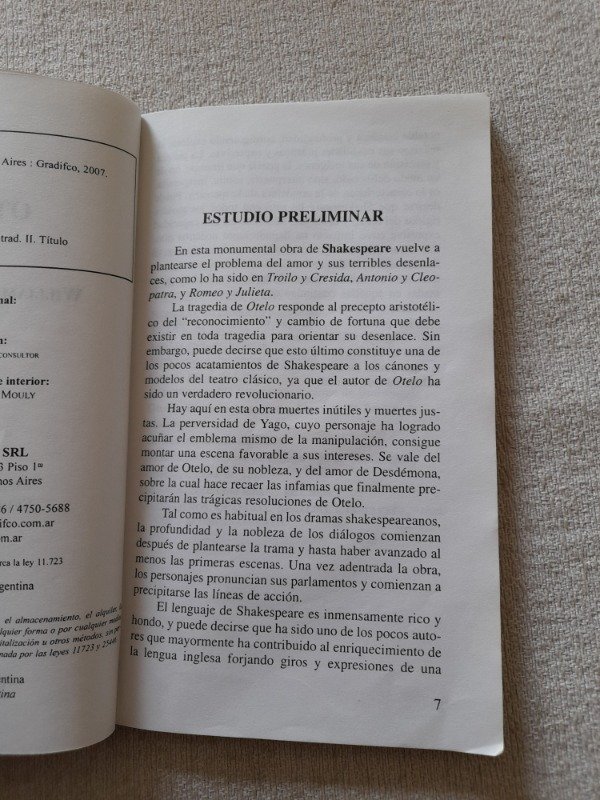 Aires : Gradifco, 2007.
trad. II. Título
nal:
n:
CONSULTOR
e interior:
MOULY
SRL
3 Piso 1ºº
nos Aires
6 / 4750-5688
difco.com.ar
om.ar
rca la ley 11.723
gentina
el almacenamiento, el alquiler, la
lquier forma o por cualquier
italización u otros métodos, sin
nada por las leyes 11723 y 25446.
gentina
ntina
ESTUDIO PRELIMINAR
En esta monumental obra de Shakespeare vuelve a
plantearse el problema del amor y sus terribles desenla-
ces, como lo ha sido en Troilo y Cresida, Antonio y Cleo-
patra, y Romeo y Julieta.
La tragedia de Otelo responde al precepto aristotéli-
co del "reconocimiento" y cambio de fortuna que debe
existir en toda tragedia para orientar su desenlace. Sin
embargo, puede decirse que esto último constituye una de
los pocos acatamientos de Shakespeare a los cánones y
modelos del teatro clásico, ya que el autor de Otelo ha
sido un verdadero revolucionario.
Hay aquí en esta obra muertes inútiles y muertes jus-
tas. La perversidad de Yago, cuyo personaje ha logrado
acuñar el emblema mismo de la manipulación, consigue
montar una escena favorable a sus intereses. Se vale del
amor de Otelo, de su nobleza, y del amor de Desdémona,
sobre la cual hace recaer las infamias que finalmente pre-
cipitarán las trágicas resoluciones de Otelo.
Tal como es habitual en los dramas shakespeareanos,
la profundidad y la nobleza de los diálogos comienzan
después de plantearse la trama y hasta haber avanzado al
menos las primeras escenas. Una vez adentrada la obra,
los personajes pronuncian sus parlamentos y comienzan a
precipitarse las líneas de acción.
El lenguaje de Shakespeare es inmensamente rico y
hondo, y puede decirse que ha sido uno de los pocos auto-
res que mayormente ha contribuido al enriquecimiento de
la lengua inglesa forjando giros y expresiones de una
7